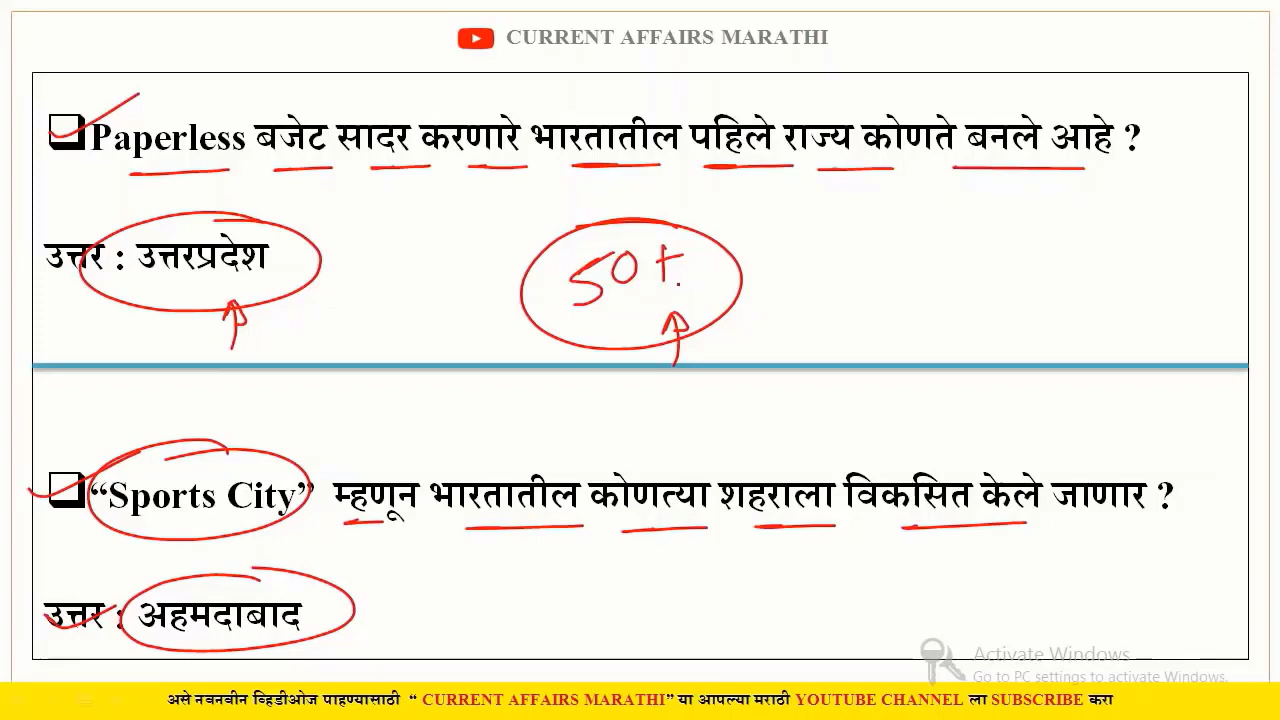 CURRENT AFFAIRS MARATHI
Paperless बजेट सादर करणारे भारतातील पहिले राज्य कोणते बनले आहे ?
उत्तर : उत्तरप्रदेश
50+
“Sports City” म्हणून भारतातील कोणत्या शहराला विकसित केले जाणार ?
उत्तर : अहमदाबाद
Activate Windows
Go to PC settings to activate Windows.
असे नवनवीन व्हिडीओज पाहण्यासाठी “ CURRENT AFFAIRS MARATHI” या आपल्या मराठी YOUTUBE CHANNEL ला SUBSCRIBE करा